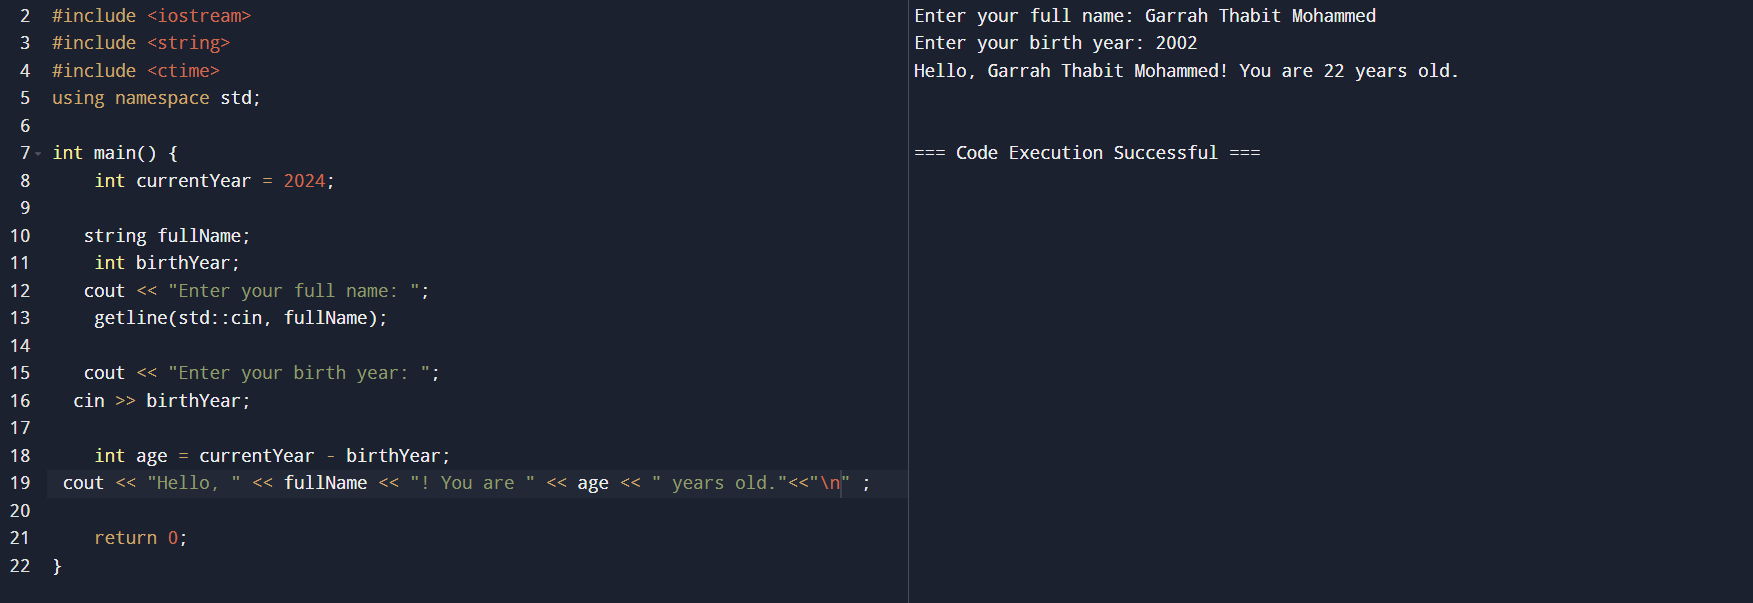 2 #include <iostream>
3 #include <string>
4 #include <ctime>
5 using namespace std;
6
7 int main() {
8     int currentYear = 2024;
9
10    string fullName;
11     int birthYear;
12    cout << "Enter your full name: ";
13     getline(std::cin, fullName);
14
15    cout << "Enter your birth year: ";
16   cin >> birthYear;
17
18     int age = currentYear - birthYear;
19  cout << "Hello, " << fullName << "! You are " << age << " years old."<<"\n" ;
20
21     return 0;
22 }
Enter your full name: Garrah Thabit Mohammed
Enter your birth year: 2002
Hello, Garrah Thabit Mohammed! You are 22 years old.
=== Code Execution Successful ===